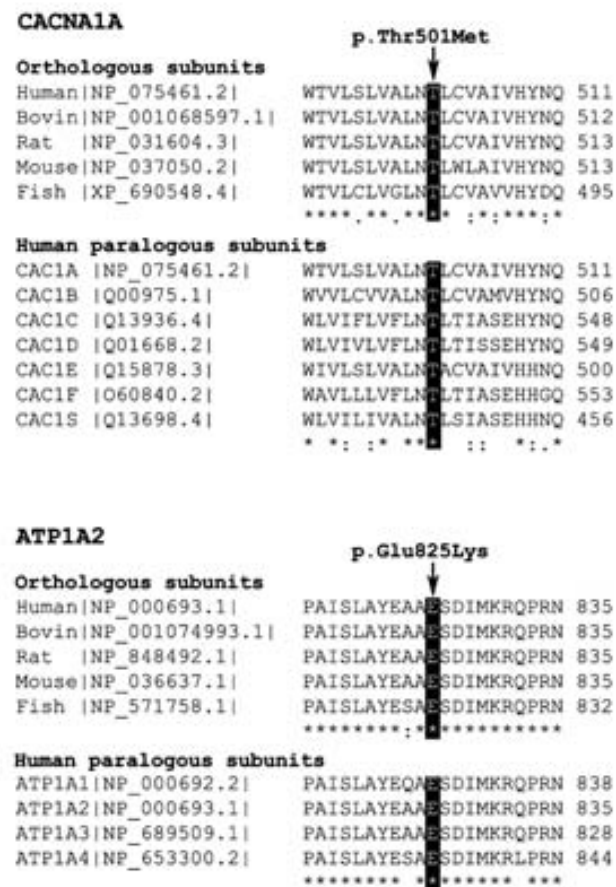 CACNA1A
p.Thr501Met
Orthologous subunits
Human|NP_075461.2| WTVLSLVALNTLCVAIVHYNQ 511
Bovin|NP_001068597.1| WTVLSLVALNTLCVAIVHYNQ 512
Rat |NP_031604.3| WTVLSLVALNTLCVAIVHYNQ 513
Mouse|NP_037050.2| WTVLSLVALNTLWLAIVHYNQ 513
Fish |XP_690548.4| WTVLCLVGLNTLCVAVVHYDQ 495
****.**.**** :*:***:*
Human paralogous subunits
CAC1A |NP_075461.2| WTVLSLVALNTLCVAIVHYNQ 511
CAC1B |Q00975.1| WVVLCVVALNTLCVAMVHYNQ 506
CAC1C |Q13936.4| WLVIFLVFLNTLTIASEHYNQ 548
CAC1D |Q01668.2| WLVIVLVFLNTLTISSEHYNQ 549
CAC1E |Q15878.3| WIVLSLVALNTACVAIVHHNQ 500
CAC1F |O60840.2| WAVLLLVFLNTLTIASEHHGQ 553
CAC1S |Q13698.4| WLVILIVALNTLSIASEHHNQ 456
* *: :* *** :: *:.*
ATP1A2
p.Glu825Lys
Orthologous subunits
Human|NP_000693.1| PAISLAYEAAESDIMKRQPRN 835
Bovin|NP_001074993.1| PAISLAYEAAESDIMKRQPRN 835
Rat |NP_848492.1| PAISLAYEAAESDIMKRQPRN 835
Mouse|NP_036637.1| PAISLAYEAAESDIMKRQPRN 835
Fish |NP_571758.1| PAISLAYESAESDIMKRQPRN 832
********:************
Human paralogous subunits
ATP1A1|NP_000692.2| PAISLAYEQAESDIMKRQPRN 838
ATP1A2|NP_000693.1| PAISLAYEAAESDIMKRQPRN 835
ATP1A3|NP_689509.1| PAISLAYEAAESDIMKRQPRN 828
ATP1A4|NP_653300.2| PAISLAYESAESDIMKRLPRN 844
******** ******** ***